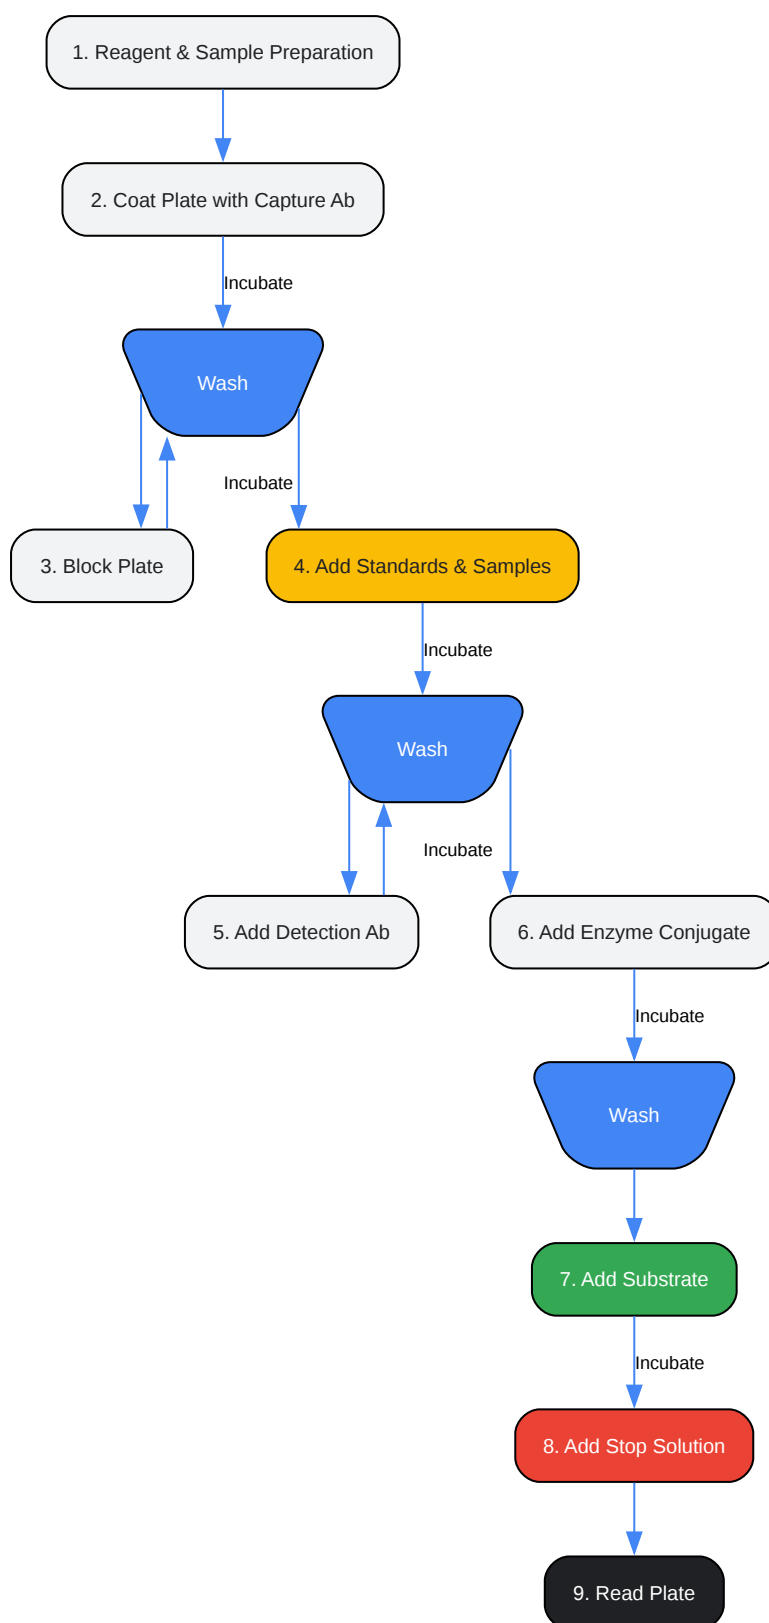 1. Reagent & Sample Preparation
2. Coat Plate with Capture Ab
Incubate
Wash
Incubate
3. Block Plate
4. Add Standards & Samples
Incubate
Wash
Incubate
5. Add Detection Ab
6. Add Enzyme Conjugate
Incubate
Wash
7. Add Substrate
Incubate
8. Add Stop Solution
9. Read Plate